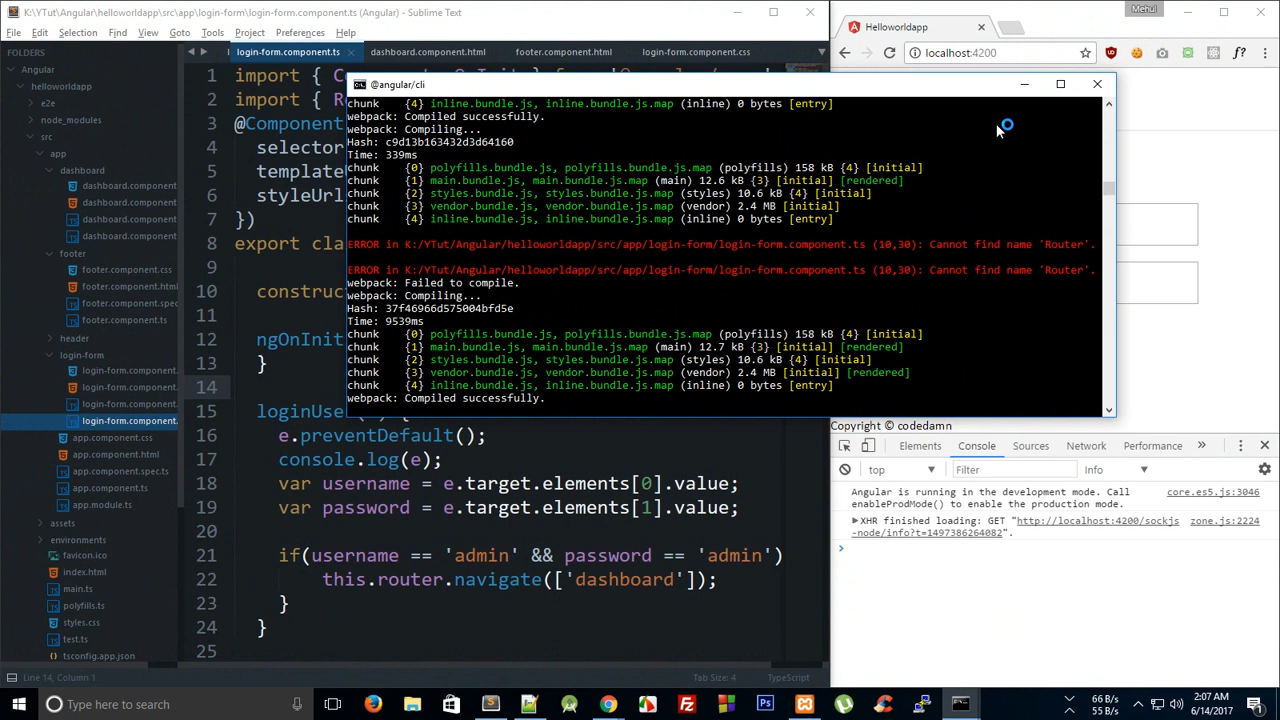 K:\YTut\Angular\helloworldapp\src\app\login-form\login-form.component.ts (Angular) - Sublime Text
File Edit Selection Find View Goto Tools Project Preferences Help
FOLDERS
Angular
helloworldapp
e2e
node_modules
src
app
dashboard
dashboard.component
dashboard.component
dashboard.component
dashboard.component
footer
footer.component.css
footer.component.htm
footer.component.spec
footer.component.ts
header
login-form
login-form.component.
login-form.component.
login-form.component.
login-form.component.
app.component.css
app.component.html
app.component.spec.ts
app.component.ts
app.module.ts
assets
environments
favicon.ico
index.html
main.ts
polyfills.ts
styles.css
test.ts
tsconfig.app.json
login-form.component.ts dashboard.component.html footer.component.html login-form.component.css
1 import {
2 import {
3 @Component
4 selector
5 template
6 styleUrl
7 })
8 export cla
9
10 construc
11
12 ngOnInit
13 }
14
15 loginUse
16 e.preventDefault();
17 console.log(e);
18 var username = e.target.elements[0].value;
19 var password = e.target.elements[1].value;
20
21 if(username == 'admin' && password == 'admin')
22 this.router.navigate(['dashboard']);
23 }
24 }
25
Line 14, Column 1 Tab Size: 4 TypeScript
@angular/cli
chunk {4} inline.bundle.js, inline.bundle.js.map (inline) 0 bytes [entry]
webpack: Compiled successfully.
webpack: Compiling...
Hash: c9d13b163432d3d64160
Time: 339ms
chunk {0} polyfills.bundle.js, polyfills.bundle.js.map (polyfills) 158 kB {4} [initial]
chunk {1} main.bundle.js, main.bundle.js.map (main) 12.6 kB {3} [initial] [rendered]
chunk {2} styles.bundle.js, styles.bundle.js.map (styles) 10.6 kB {4} [initial]
chunk {3} vendor.bundle.js, vendor.bundle.js.map (vendor) 2.4 MB [initial]
chunk {4} inline.bundle.js, inline.bundle.js.map (inline) 0 bytes [entry]
ERROR in K:/YTut/Angular/helloworldapp/src/app/login-form/login-form.component.ts (10,30): Cannot find name 'Router'.
ERROR in K:/YTut/Angular/helloworldapp/src/app/login-form/login-form.component.ts (10,30): Cannot find name 'Router'.
webpack: Failed to compile.
webpack: Compiling...
Hash: 37f46966d575004bfd5e
Time: 9539ms
chunk {0} polyfills.bundle.js, polyfills.bundle.js.map (polyfills) 158 kB {4} [initial]
chunk {1} main.bundle.js, main.bundle.js.map (main) 12.7 kB {3} [initial] [rendered]
chunk {2} styles.bundle.js, styles.bundle.js.map (styles) 10.6 kB {4} [initial]
chunk {3} vendor.bundle.js, vendor.bundle.js.map (vendor) 2.4 MB [initial] [rendered]
chunk {4} inline.bundle.js, inline.bundle.js.map (inline) 0 bytes [entry]
webpack: Compiled successfully.
Mehul
Helloworldapp
localhost:4200
f?
Copyright © codedamn
Elements Console Sources Network Performance »
top Filter Info
Angular is running in the development mode. Call core.es5.js:3046
enableProdMode() to enable the production mode.
XHR finished loading: GET "http://localhost:4200/sockjs zone.js:2224
-node/info?t=1497386264082".
Type here to search
66 B/s
55 B/s
2:07 AM
6/14/2017